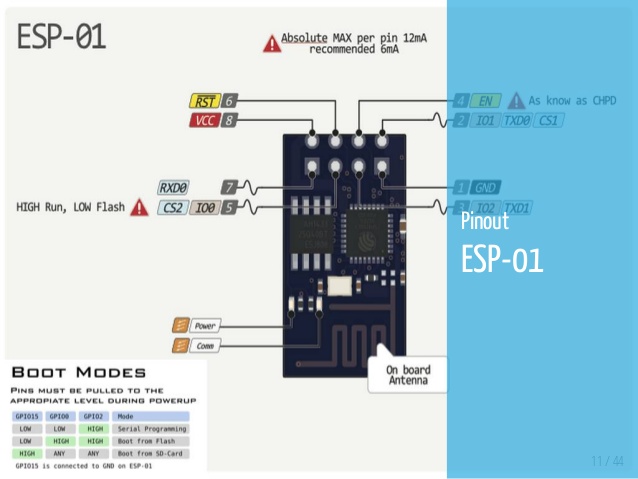 ESP-01
Absolute MAX per pin 12mA
recommended 6mA
RST 6
VCC 8
4 EN As know as CHPD
2 IO1 TXD0 CS1
RXD0 7
1 GND
HIGH Run, LOW Flash CS2 IO0 5
3 IO2 TXD1
Pinout
ESP-01
Power
Comm
On board
Antenna
BOOT MODES
PINS MUST BE PULLED TO THE
APPROPIATE LEVEL DURING POWERUP
GPIO15 GPIO0 GPIO2 Mode
LOW LOW HIGH Serial Programming
LOW HIGH HIGH Boot from Flash
HIGH ANY ANY Boot from SD-Card
GPIO15 is connected to GND on ESP-01
11 / 44